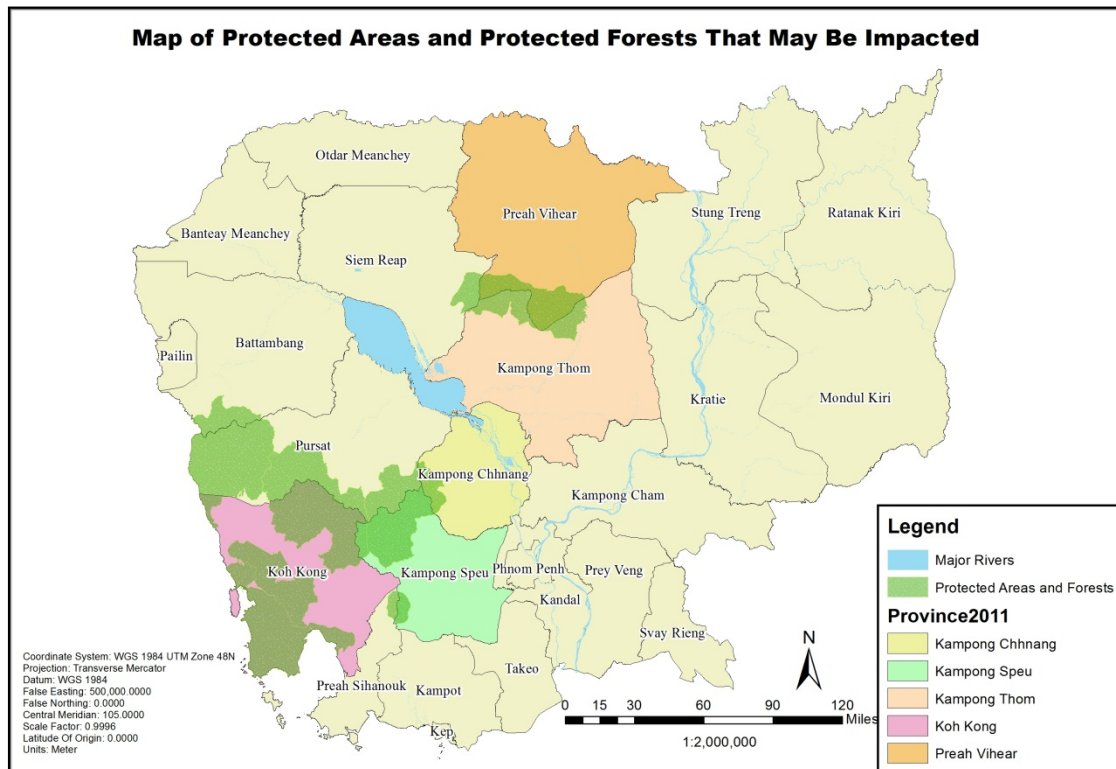 Map of Protected Areas and Protected Forests That May Be Impacted
Otdar Meanchey
Preah Vihear
Stung Treng
Ratanak Kiri
Banteay Meanchey
Siem Reap
Pailin
Battambang
Kampong Thom
Kratie
Mondul Kiri
Pursat
Kampong Chhnang
Kampong Cham
Koh Kong
Kampong Speu
Phnom Penh
Prey Veng
Kandal
Svay Rieng
Takeo
Preah Sihanouk
Kampot
Kep
Coordinate System: WGS 1984 UTM Zone 48N
Projection: Transverse Mercator
Datum: WGS 1984
False Easting: 500,000.0000
False Northing: 0.0000
Central Meridian: 105.0000
Scale Factor: 0.9996
Latitude Of Origin: 0.0000
Units: Meter
N
0 15 30 60 90 120
Miles
1:2,000,000
Legend
Major Rivers
Protected Areas and Forests
Province2011
Kampong Chhnang
Kampong Speu
Kampong Thom
Koh Kong
Preah Vihear